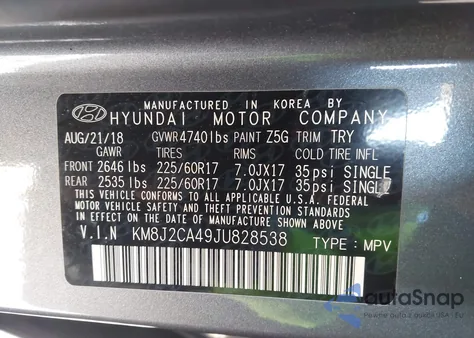 MANUFACTURED IN KOREA BY
HYUNDAI MOTOR COMPANY
AUG/21/18 GVWR4740lbs PAINT Z5G TRIM TRY
GAWR TIRES RIMS COLD TIRE INFL
FRONT 2646 lbs 225/60R17 7.0JX17 35psi SINGLE
REAR 2535 lbs 225/60R17 7.0JX17 35psi SINGLE
THIS VEHICLE CONFORMS TO ALL APPLICABLE U.S.A. FEDERAL
MOTOR VEHICLE SAFETY, BUMPER, AND THEFT PREVENTION
STANDARDS IN EFFECT ON THE DATE OF MANUFACTURE SHOWN ABOVE
V.I.N KM8J2CA49JU828538 TYPE : MPV
autoSnap